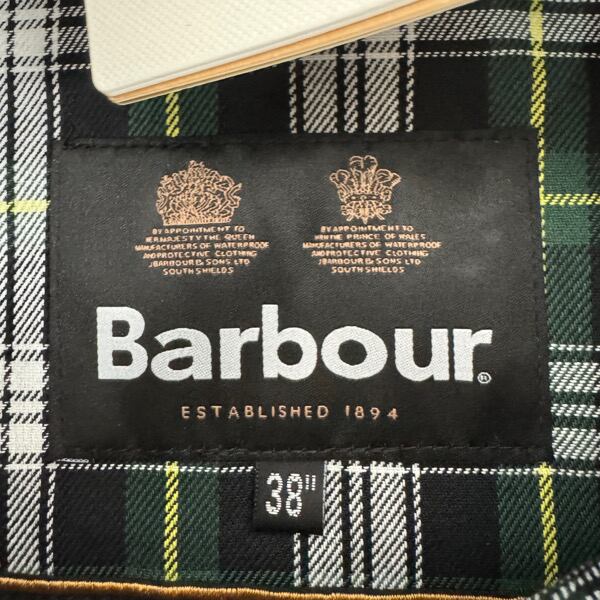 BY APPOINTMENT TO
HER MAJESTY THE QUEEN
MANUFACTURERS OF WATERPROOF
AND PROTECTIVE CLOTHING
J.BARBOUR & SONS LTD
SOUTH SHIELDS
BY APPOINTMENT TO
HRH THE PRINCE OF WALES
MANUFACTURERS OF WATERPROOF
AND PROTECTIVE CLOTHING
J.BARBOUR & SONS LTD
SOUTH SHIELDS
Barbour®
ESTABLISHED 1894
38"